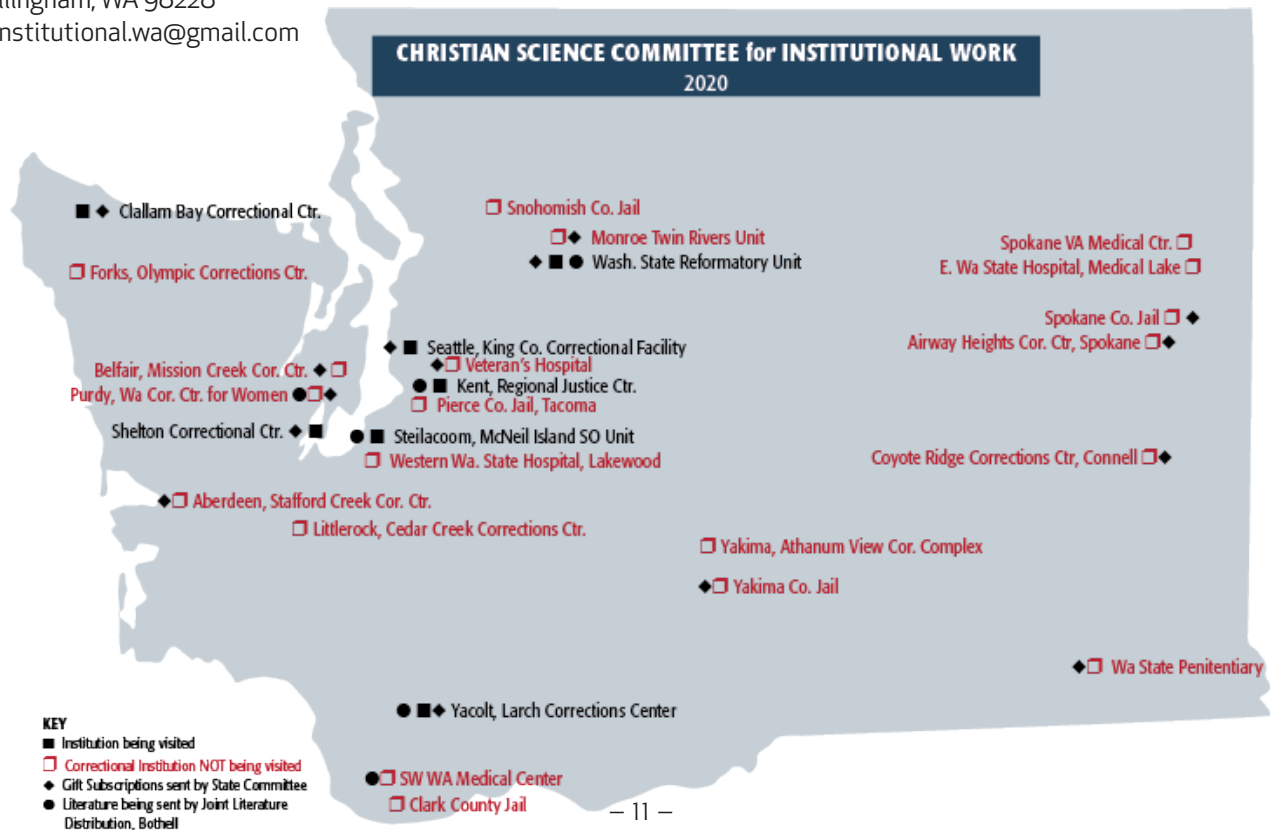 Bellingham, WA 98228
institutional.wa@gmail.com
CHRISTIAN SCIENCE COMMITTEE for INSTITUTIONAL WORK
2020
■ ◆ Clallam Bay Correctional Ctr.
❒ Snohomish Co. Jail
❒◆ Monroe Twin Rivers Unit
◆ ■ ● Wash. State Reformatory Unit
Spokane VA Medical Ctr. ❒
E. Wa State Hospital, Medical Lake ❒
❒ Forks, Olympic Corrections Ctr.
Spokane Co. Jail ❒ ◆
Airway Heights Cor. Ctr, Spokane ❒◆
◆ ■ Seattle, King Co. Correctional Facility
◆❒ Veteran's Hospital
● ■ Kent, Regional Justice Ctr.
❒ Pierce Co. Jail, Tacoma
Belfair, Mission Creek Cor. Ctr. ◆ ❒
Purdy, Wa Cor. Ctr. for Women ●❒◆
Shelton Correctional Ctr. ◆ ■
● ■ Steilacoom, McNeil Island SO Unit
❒ Western Wa. State Hospital, Lakewood
Coyote Ridge Corrections Ctr, Connell ❒◆
◆❒ Aberdeen, Stafford Creek Cor. Ctr.
❒ Littlerock, Cedar Creek Corrections Ctr.
❒ Yakima, Athanum View Cor. Complex
◆❒ Yakima Co. Jail
◆❒ Wa State Penitentiary
● ■◆ Yacolt, Larch Corrections Center
●❒ SW WA Medical Center
❒ Clark County Jail
KEY
■ Institution being visited
❒ Correctional Institution NOT being visited
◆ Gift Subscriptions sent by State Committee
● Literature being sent by Joint Literature
Distribution, Bothell
– 11 –